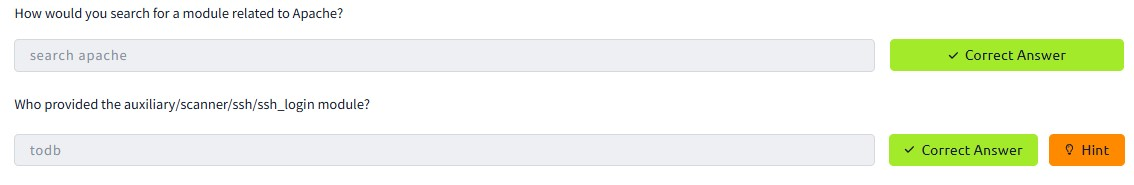 How would you search for a module related to Apache?
search apache
Correct Answer
Who provided the auxiliary/scanner/ssh/ssh_login module?
todb
Correct Answer
Hint